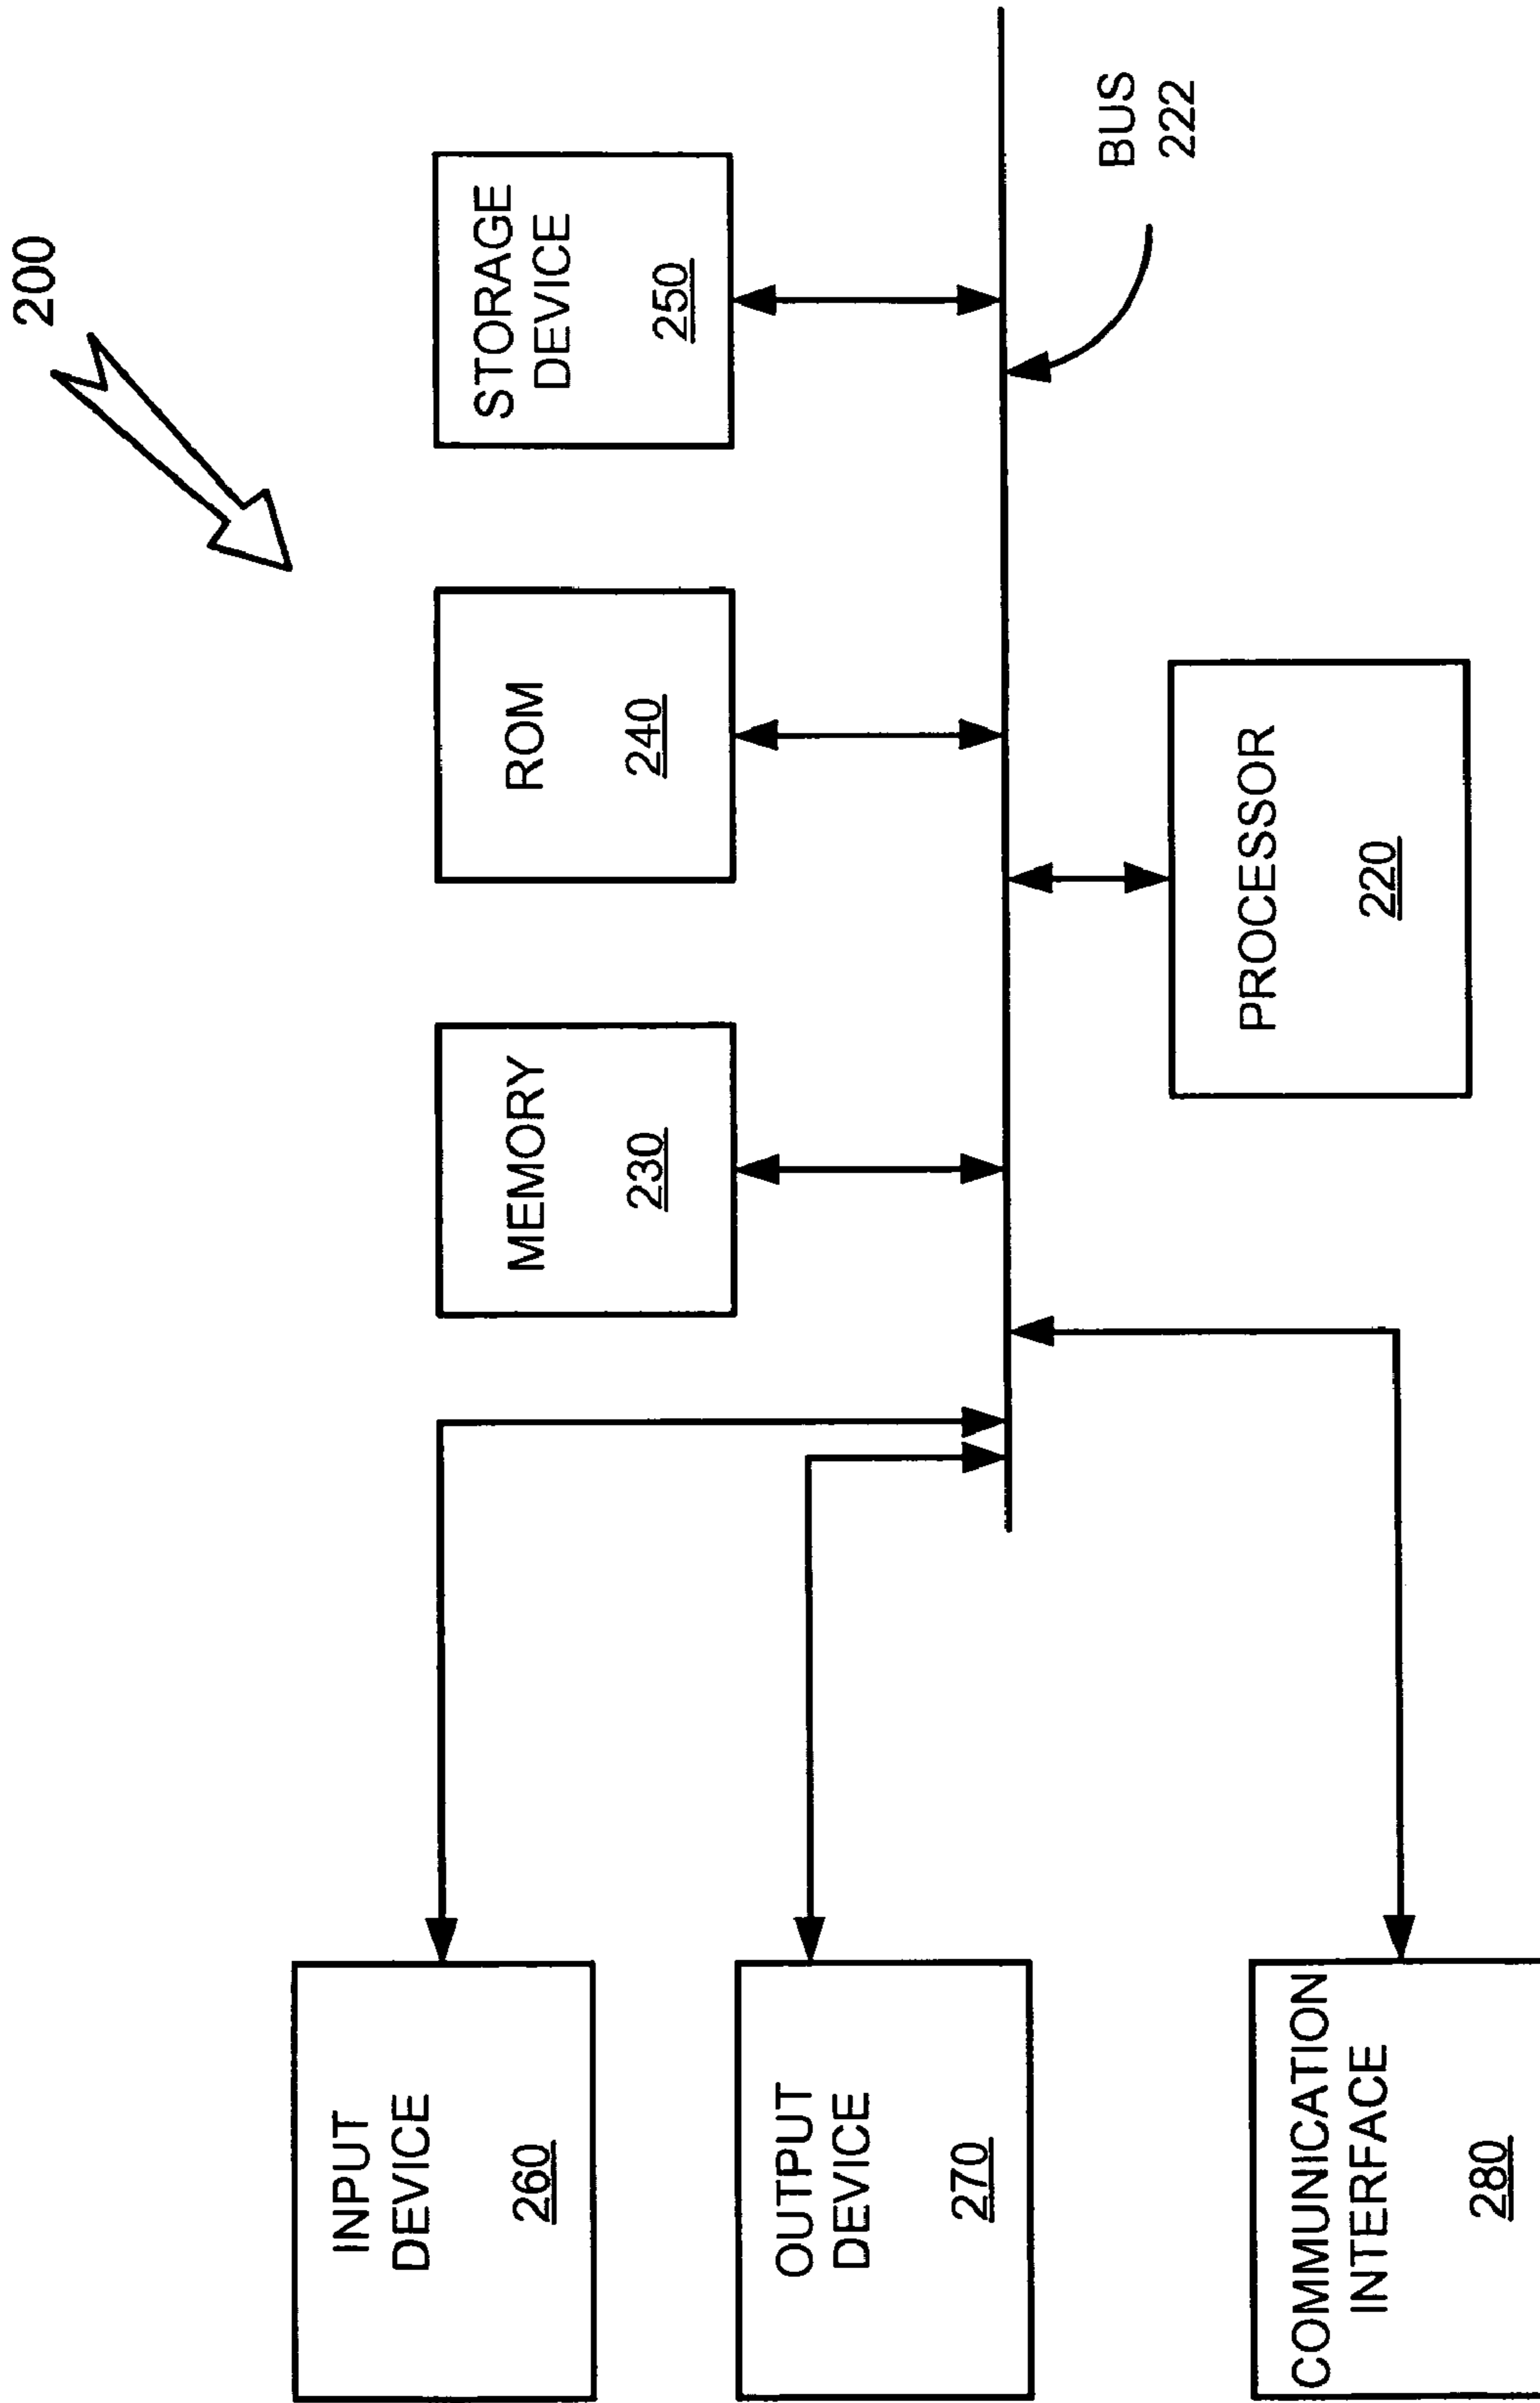 200
INPUT
DEVICE
260
MEMORY
230
ROM
240
STORAGE
DEVICE
250
OUTPUT
DEVICE
270
BUS
222
COMMUNICATION
INTERFACE
280
PROCESSOR
220